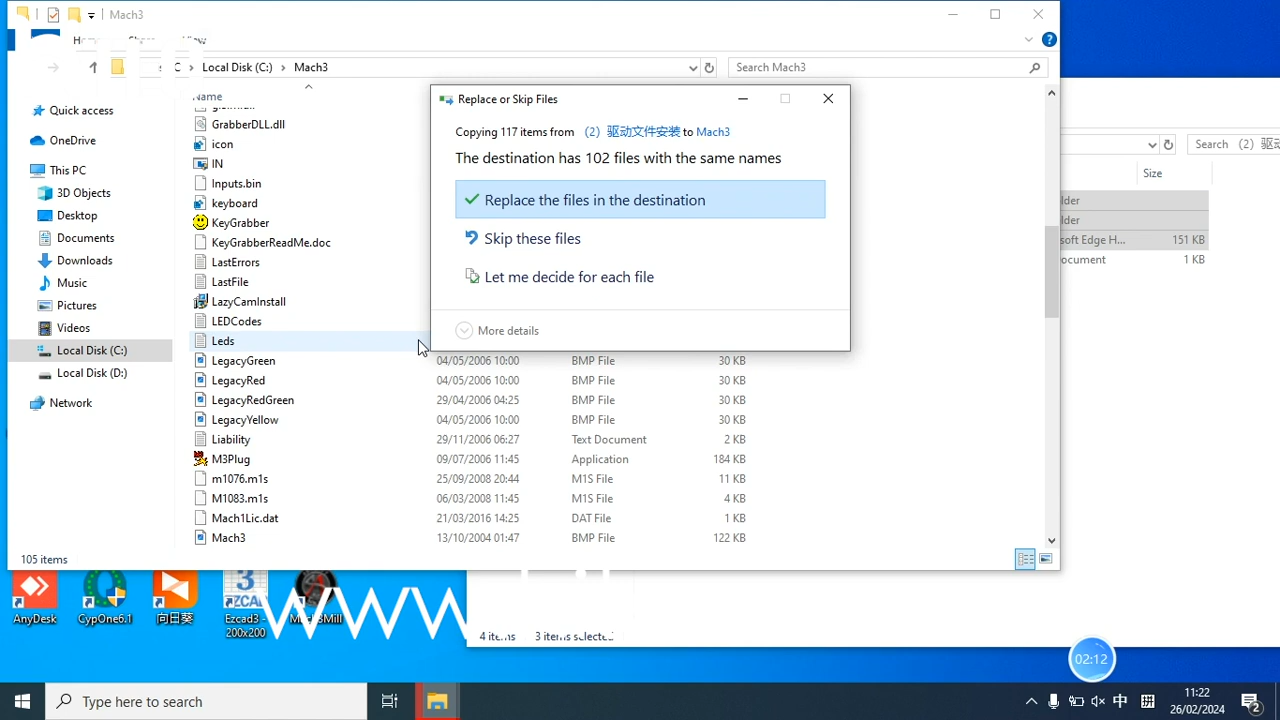 Mach3
View
C
Local Disk (C:)
Mach3
Search Mach3
Name
Quick access
OneDrive
This PC
3D Objects
Desktop
Documents
Downloads
Music
Pictures
Videos
Local Disk (C:)
Local Disk (D:)
Network
GrabberDLL.dll
icon
IN
Inputs.bin
keyboard
KeyGrabber
KeyGrabberReadMe.doc
LastErrors
LastFile
LazyCamInstall
LEDCodes
Leds
LegacyGreen 04/05/2006 10:00 BMP File 30 KB
LegacyRed 04/05/2006 10:00 BMP File 30 KB
LegacyRedGreen 29/04/2006 04:25 BMP File 30 KB
LegacyYellow 04/05/2006 10:00 BMP File 30 KB
Liability 29/11/2006 06:27 Text Document 2 KB
M3Plug 09/07/2006 11:45 Application 184 KB
m1076.m1s 25/09/2008 20:44 M1S File 11 KB
M1083.m1s 06/03/2008 11:45 M1S File 4 KB
Mach1Lic.dat 21/03/2016 14:25 DAT File 1 KB
Mach3 13/10/2004 01:47 BMP File 122 KB
105 items
Replace or Skip Files
Copying 117 items from （2）驱动文件安装 to Mach3
The destination has 102 files with the same names
Replace the files in the destination
Skip these files
Let me decide for each file
More details
Search （2）
Size
lder
lder
soft Edge H... 151 KB
ocument 1 KB
4 items 3 items selected
AnyDesk
CypOne6.1
向日葵
Ezcad3 -
200x200
www
02:12
Type here to search
中
拼
11:22
26/02/2024
2